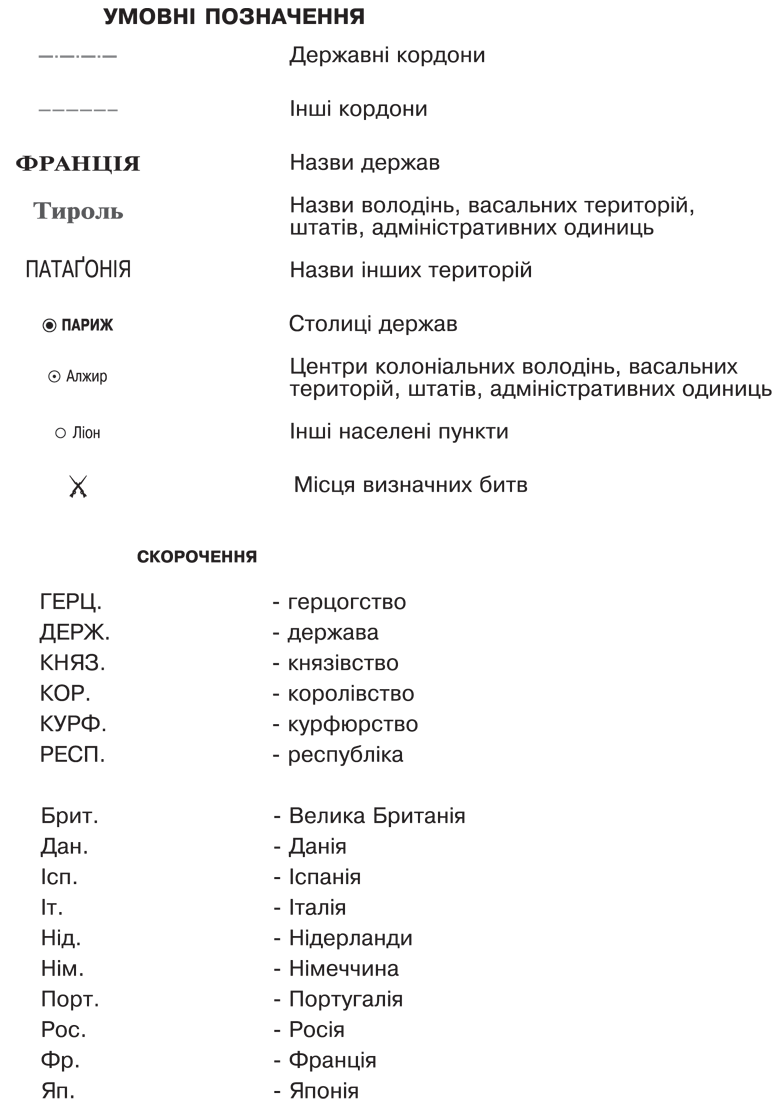 УМОВНІ ПОЗНАЧЕННЯ
Державні кордони
Інші кордони
ФРАНЦІЯ Назви держав
Тироль Назви володінь, васальних територій,
штатів, адміністративних одиниць
ПАТАҐОНІЯ Назви інших територій
ПАРИЖ Столиці держав
Алжир Центри колоніальних володінь, васальних
територій, штатів, адміністративних одиниць
Ліон Інші населені пункти
Місця визначних битв
СКОРОЧЕННЯ
ГЕРЦ. - герцогство
ДЕРЖ. - держава
КНЯЗ. - князівство
КОР. - королівство
КУРФ. - курфюрство
РЕСП. - республіка
Брит. - Велика Британія
Дан. - Данія
Ісп. - Іспанія
Іт. - Італія
Нід. - Нідерланди
Нім. - Німеччина
Порт. - Португалія
Рос. - Росія
Фр. - Франція
Яп. - Японія